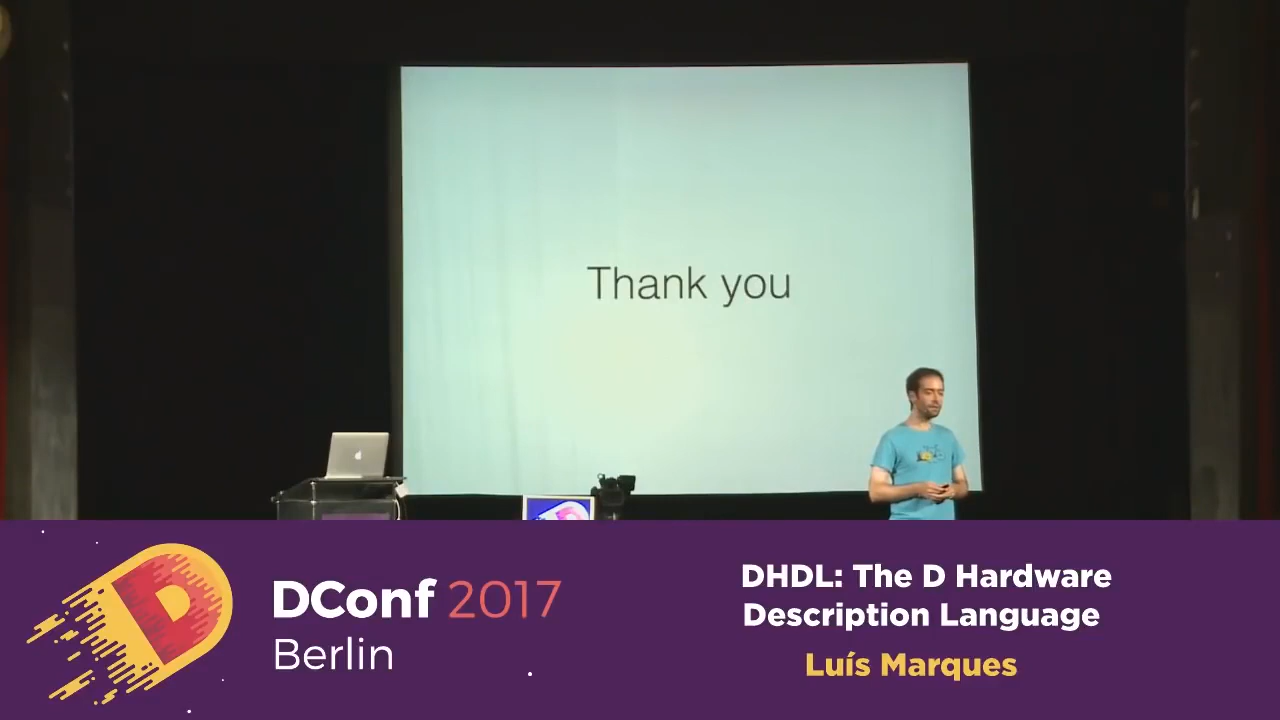 Thank you
DConf 2017
Berlin
DHDL: The D Hardware
Description Language
Luís Marques